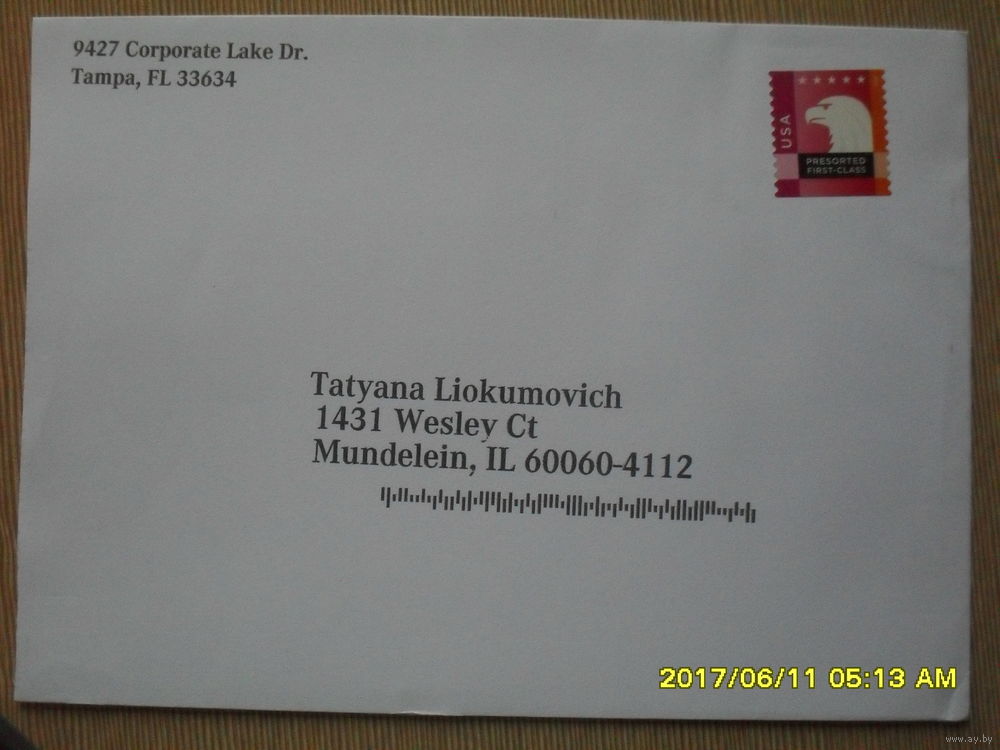 9427 Corporate Lake Dr.
Tampa, FL 33634
USA
PRESORTED
FIRST-CLASS
Tatyana Liokumovich
1431 Wesley Ct
Mundelein, IL 60060-4112
2017/06/11 05:13 AM
www.ay.by